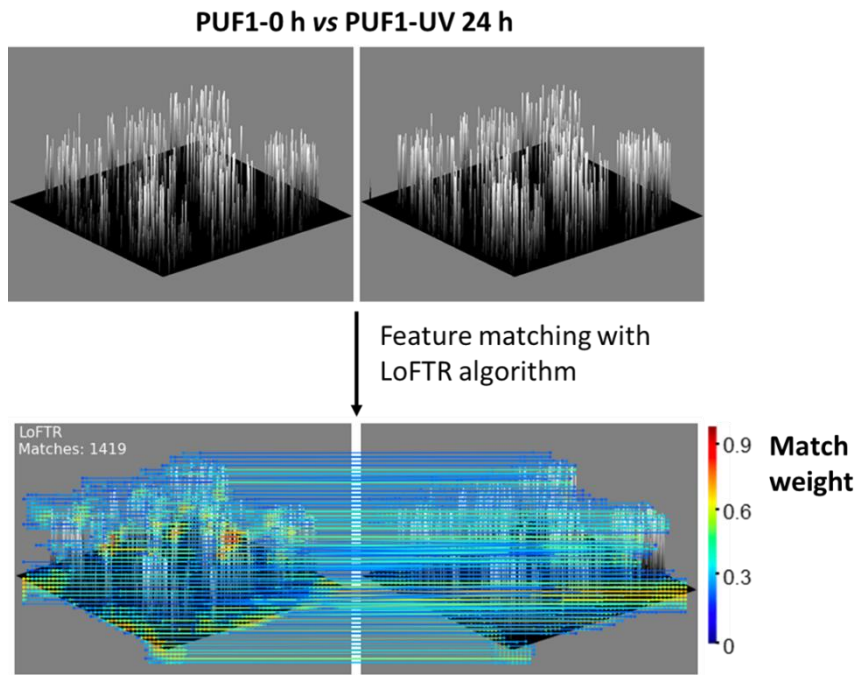 PUF1-0 h vs PUF1-UV 24 h
Feature matching with
LoFTR algorithm
LoFTR
Matches: 1419
0.9
0.6
0.3
0
Match
weight